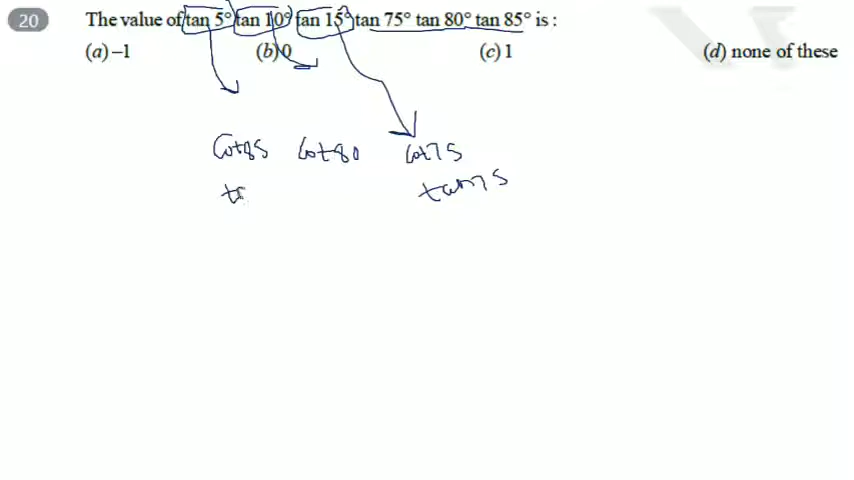 20 The value of tan 5° tan 10° tan 15° tan 75° tan 80° tan 85° is :
(a) –1 (b) 0 (c) 1 (d) none of these
Cot85 Cot80 Cot75
ta tan75